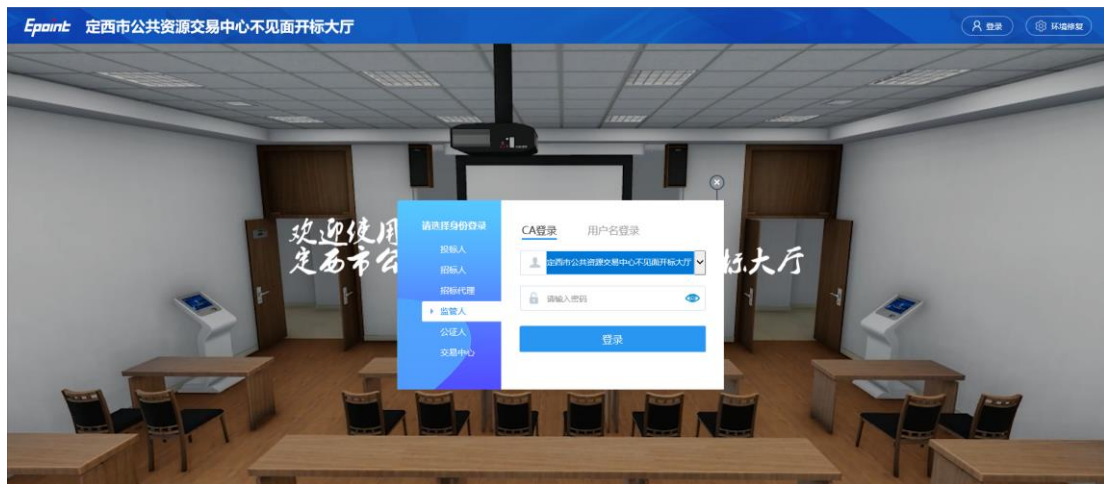 Epoint 定西市公共资源交易中心不见面开标大厅
登录
环境修复
欢迎使用
定西市公
标大厅
请选择身份登录
投标人
招标人
招标代理
监管人
公证人
交易中心
CA登录 用户名登录
定西市公共资源交易中心不见面开标大厅
请输入密码
登录